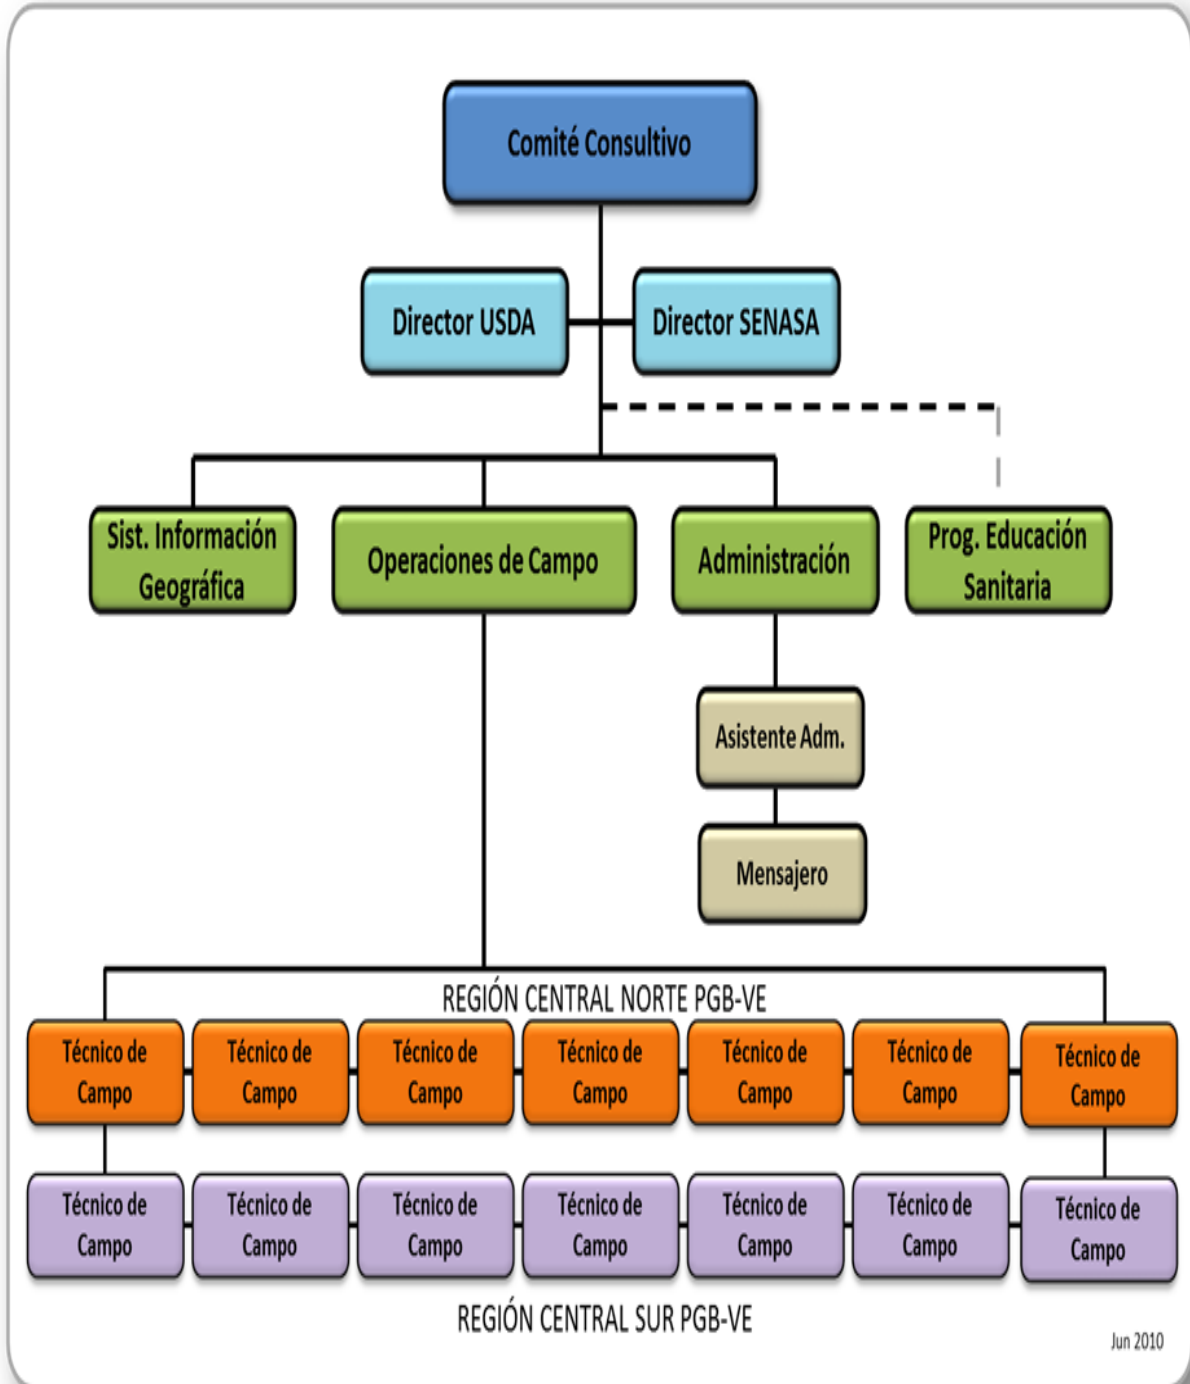 Comité Consultivo
Director USDA
Director SENASA
Sist. Información
Geográfica
Operaciones de Campo
Administración
Prog. Educación
Sanitaria
Asistente Adm.
Mensajero
REGIÓN CENTRAL NORTE PGB-VE
Técnico de
Campo
Técnico de
Campo
Técnico de
Campo
Técnico de
Campo
Técnico de
Campo
Técnico de
Campo
Técnico de
Campo
Técnico de
Campo
Técnico de
Campo
Técnico de
Campo
Técnico de
Campo
Técnico de
Campo
Técnico de
Campo
Técnico de
Campo
REGIÓN CENTRAL SUR PGB-VE
Jun 2010